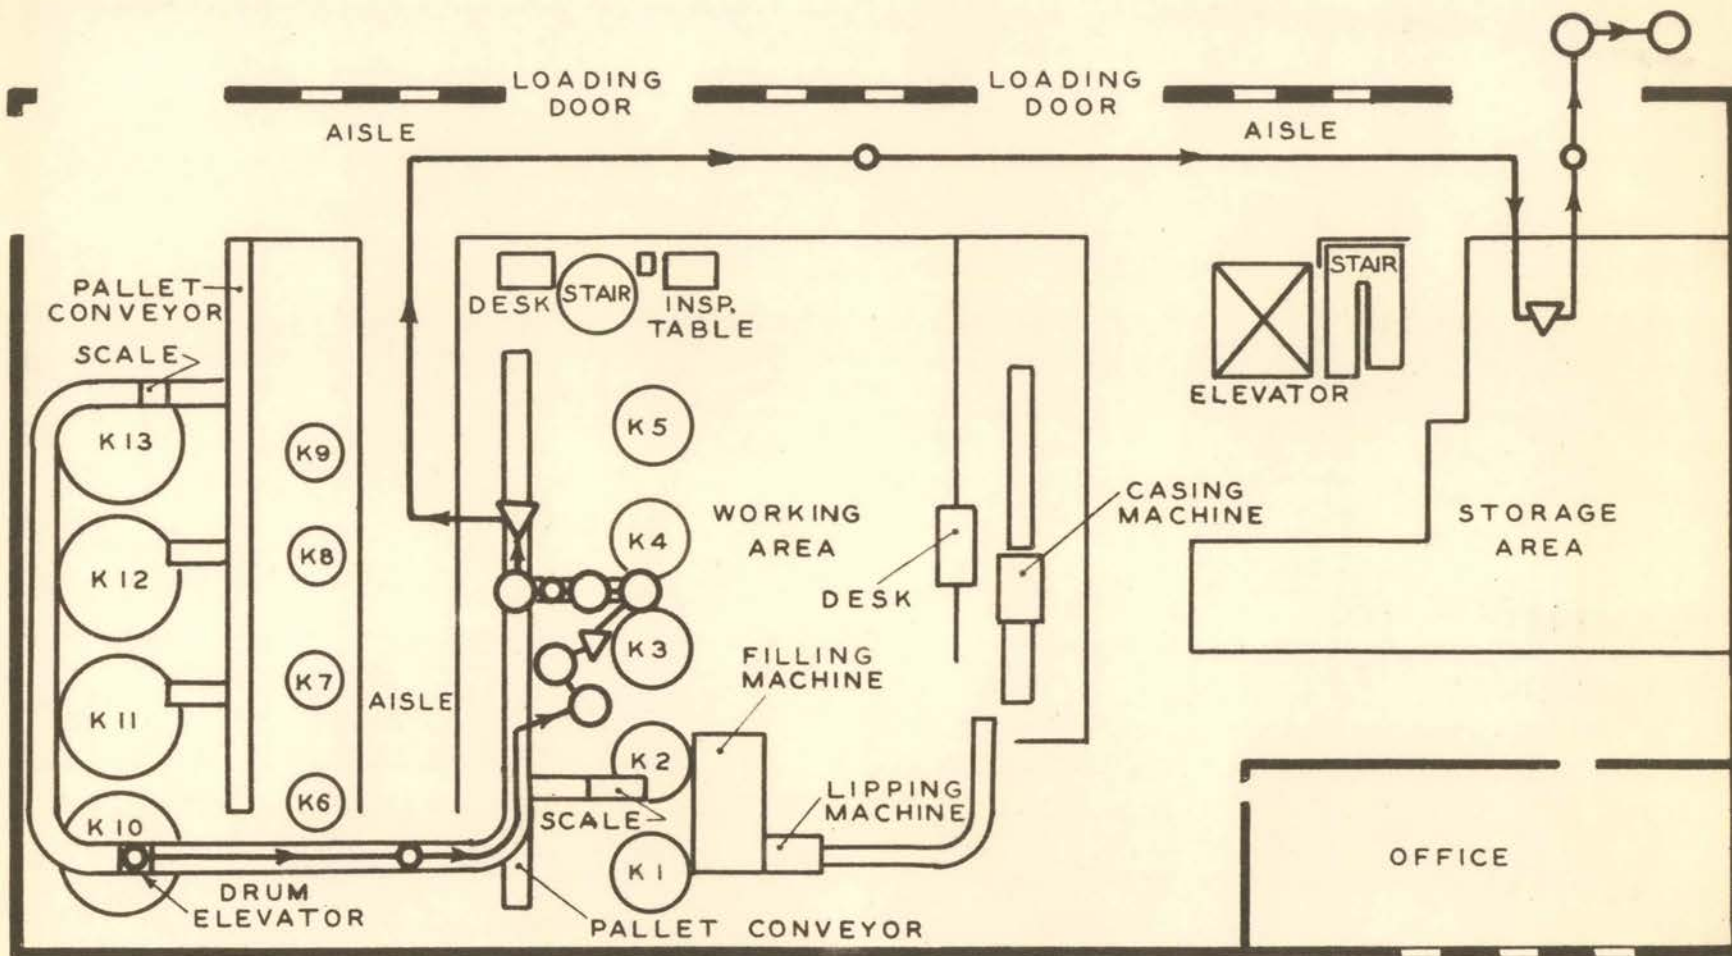 LOADING
DOOR
LOADING
DOOR
AISLE
AISLE
PALLET
CONVEYOR
SCALE
DESK
STAIR
INSP.
TABLE
STAIR
ELEVATOR
K13
K9
K5
K12
K8
K4
WORKING
AREA
CASING
MACHINE
STORAGE
AREA
DESK
K11
K7
AISLE
K3
FILLING
MACHINE
K10
K6
K2
SCALE
LIPPING
MACHINE
K1
OFFICE
DRUM
ELEVATOR
PALLET CONVEYOR